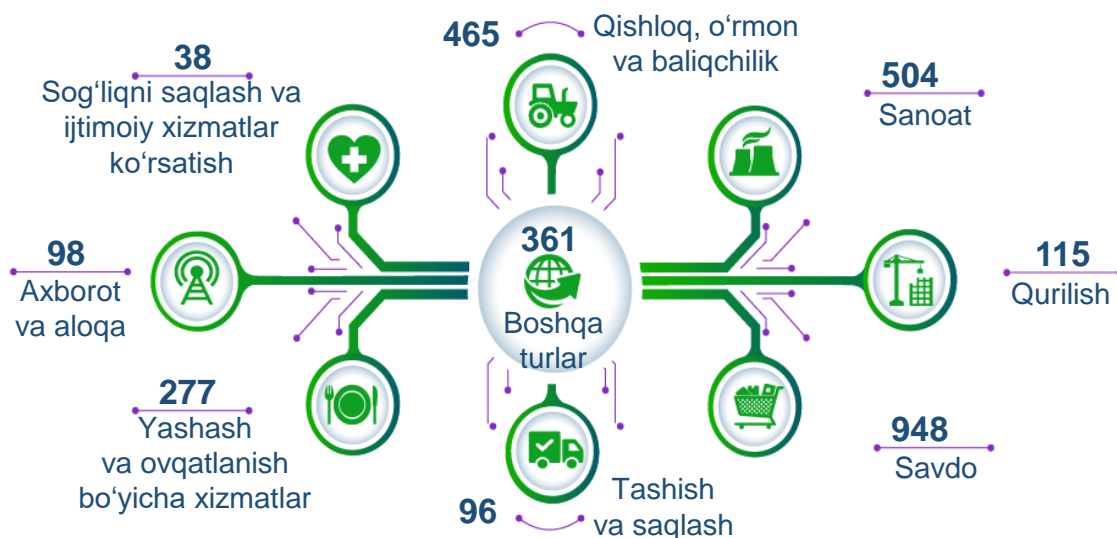 465
Qishloq, oʻrmon
va baliqchilik
38
Sogʻliqni saqlash va
ijtimoiy xizmatlar
koʻrsatish
504
Sanoat
98
Axborot
va aloqa
361
Boshqa
turlar
115
Qurilish
277
Yashash
va ovqatlanish
boʻyicha xizmatlar
948
Savdo
96
Tashish
va saqlash